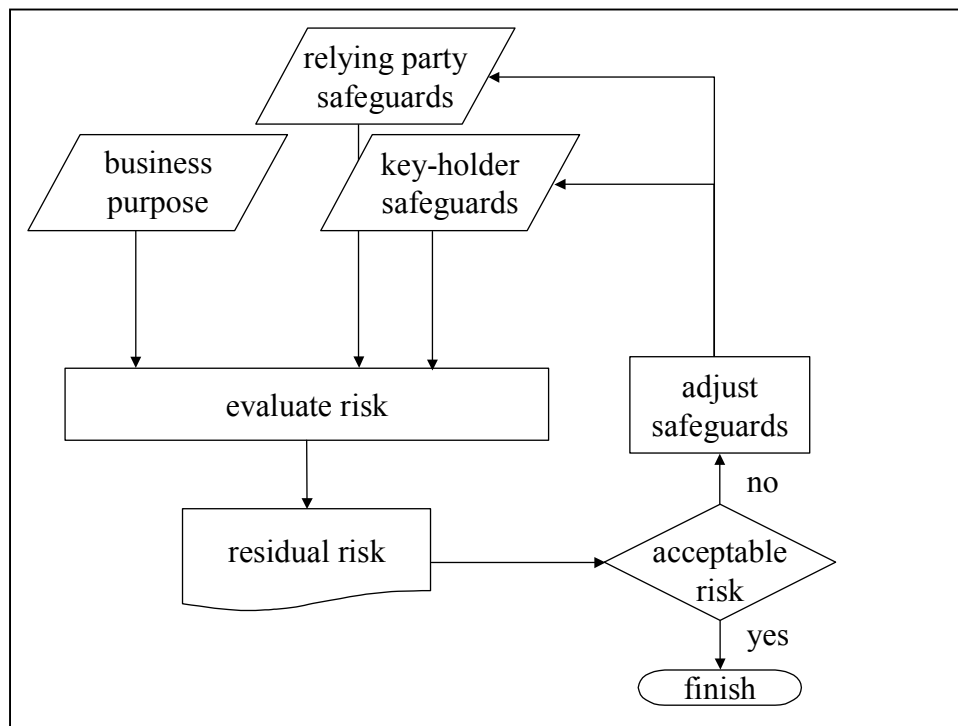 relying party
safeguards
business
purpose
key-holder
safeguards
evaluate risk
adjust
safeguards
no
residual risk
acceptable
risk
yes
finish